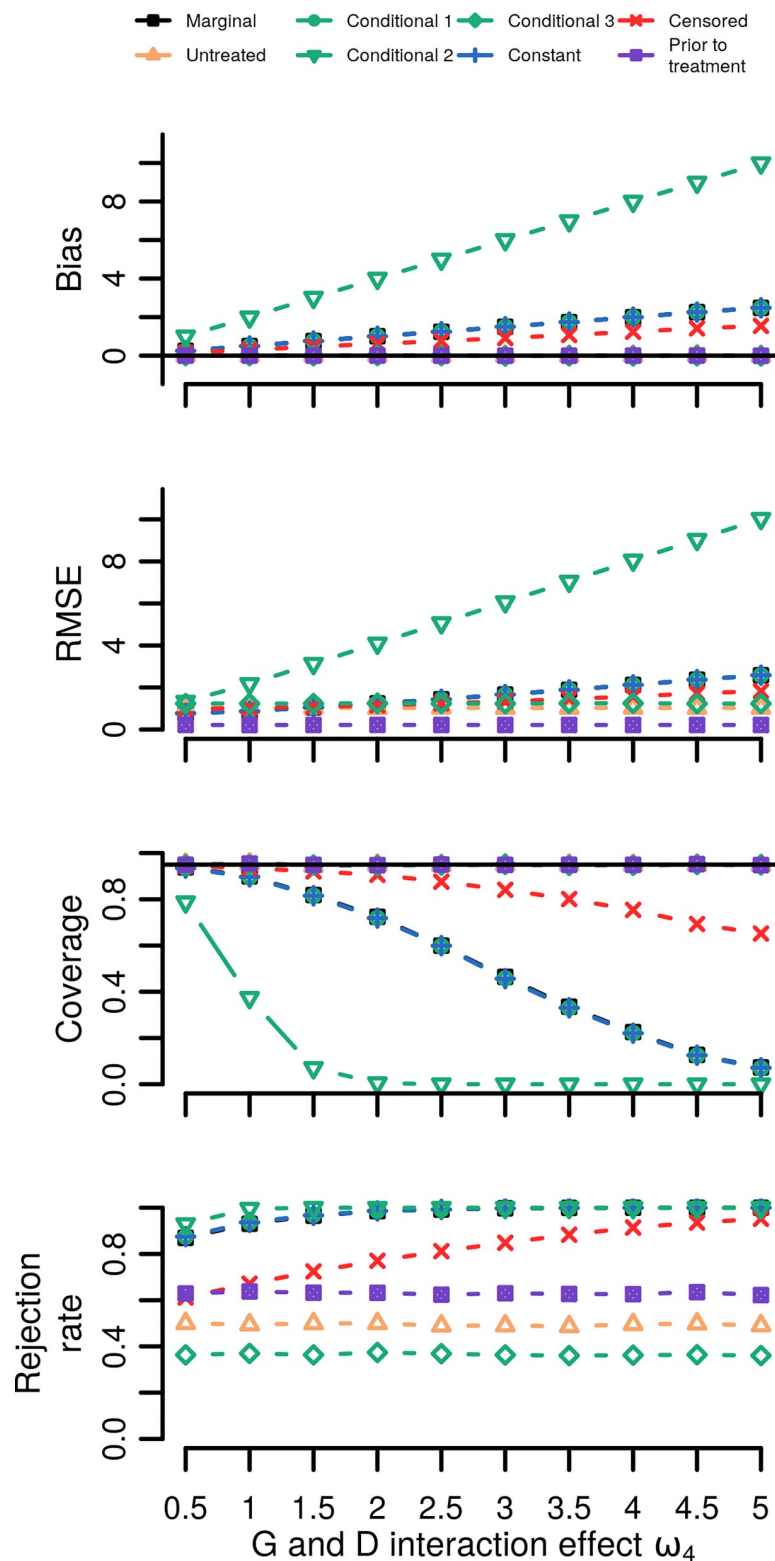 Marginal Conditional 1 Conditional 3 Censored
Untreated Conditional 2 Constant Prior to
treatment
Bias
8
4
0
RMSE
8
4
0
Coverage
0.8
0.4
0.0
Rejection
rate
0.8
0.4
0.0
0.5 1 1.5 2 2.5 3 3.5 4 4.5 5
G and D interaction effect ω₄